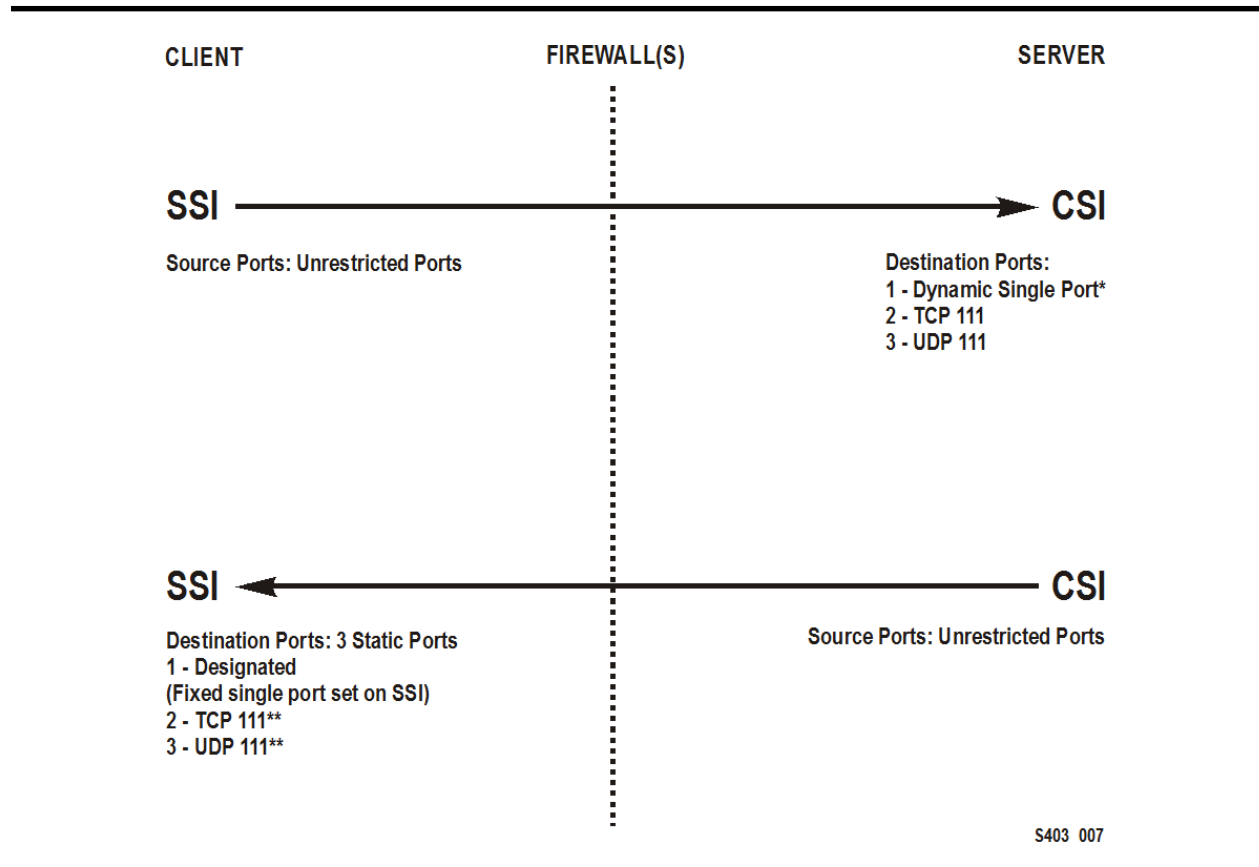 CLIENT
FIREWALL(S)
SERVER
SSI
CSI
Source Ports: Unrestricted Ports
Destination Ports:
1 - Dynamic Single Port*
2 - TCP 111
3 - UDP 111
SSI
CSI
Destination Ports: 3 Static Ports
1 - Designated
(Fixed single port set on SSI)
2 - TCP 111**
3 - UDP 111**
Source Ports: Unrestricted Ports
S403_007